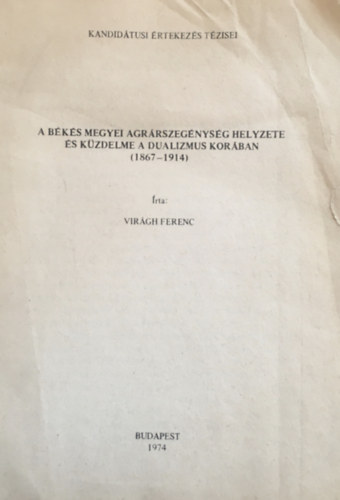 KANDIDÁTUSI ÉRTEKEZÉS TÉZISEI
A BÉKÉS MEGYEI AGRÁRSZEGÉNYSÉG HELYZETE
ÉS KÜZDELME A DUALIZMUS KORÁBAN
(1867–1914)
Írta:
VIRÁGH FERENC
BUDAPEST
1974